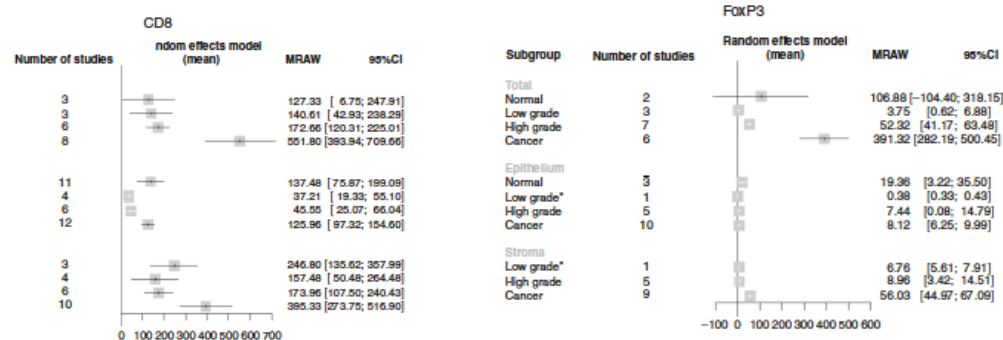 CD8
Number of studies ndom effects model (mean) MRAW 95%CI
3 127.33 [ 6.75; 247.91]
3 140.61 [ 42.93; 238.29]
6 172.66 [120.31; 225.01]
8 551.80 [393.94; 709.66]
11 137.48 [75.87; 199.09]
4 37.21 [ 19.33; 55.10]
6 45.55 [ 25.07; 66.04]
12 125.96 [ 97.32; 154.60]
3 246.80 [135.62; 357.99]
4 157.48 [ 50.48; 264.48]
6 173.96 [107.50; 240.43]
10 395.33 [273.75; 516.90]
0 100 200 300 400 500 600 700
FoxP3
Subgroup Number of studies Random effects model (mean) MRAW 95%CI
Total
Normal 2 106.88 [−104.40; 318.15]
Low grade 3 3.75 [0.62; 6.88]
High grade 7 52.32 [41.17; 63.48]
Cancer 6 391.32 [282.19; 500.45]
Epithelium
Normal 3 19.36 [3.22; 35.50]
Low grade* 1 0.38 [0.33; 0.43]
High grade 5 7.44 [0.08; 14.79]
Cancer 10 8.12 [6.25; 9.99]
Stroma
Low grade* 1 6.76 [5.61; 7.91]
High grade 5 8.96 [3.42; 14.51]
Cancer 9 56.03 [44.97; 67.09]
−100 0 100 200 300 400 500 600